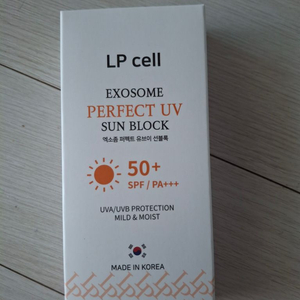 LP cell
EXOSOME
PERFECT UV
SUN BLOCK
엑소좀 퍼펙트 유브이 선블록
50+
SPF / PA+++
UVA/UVB PROTECTION
MILD & MOIST
MADE IN KOREA